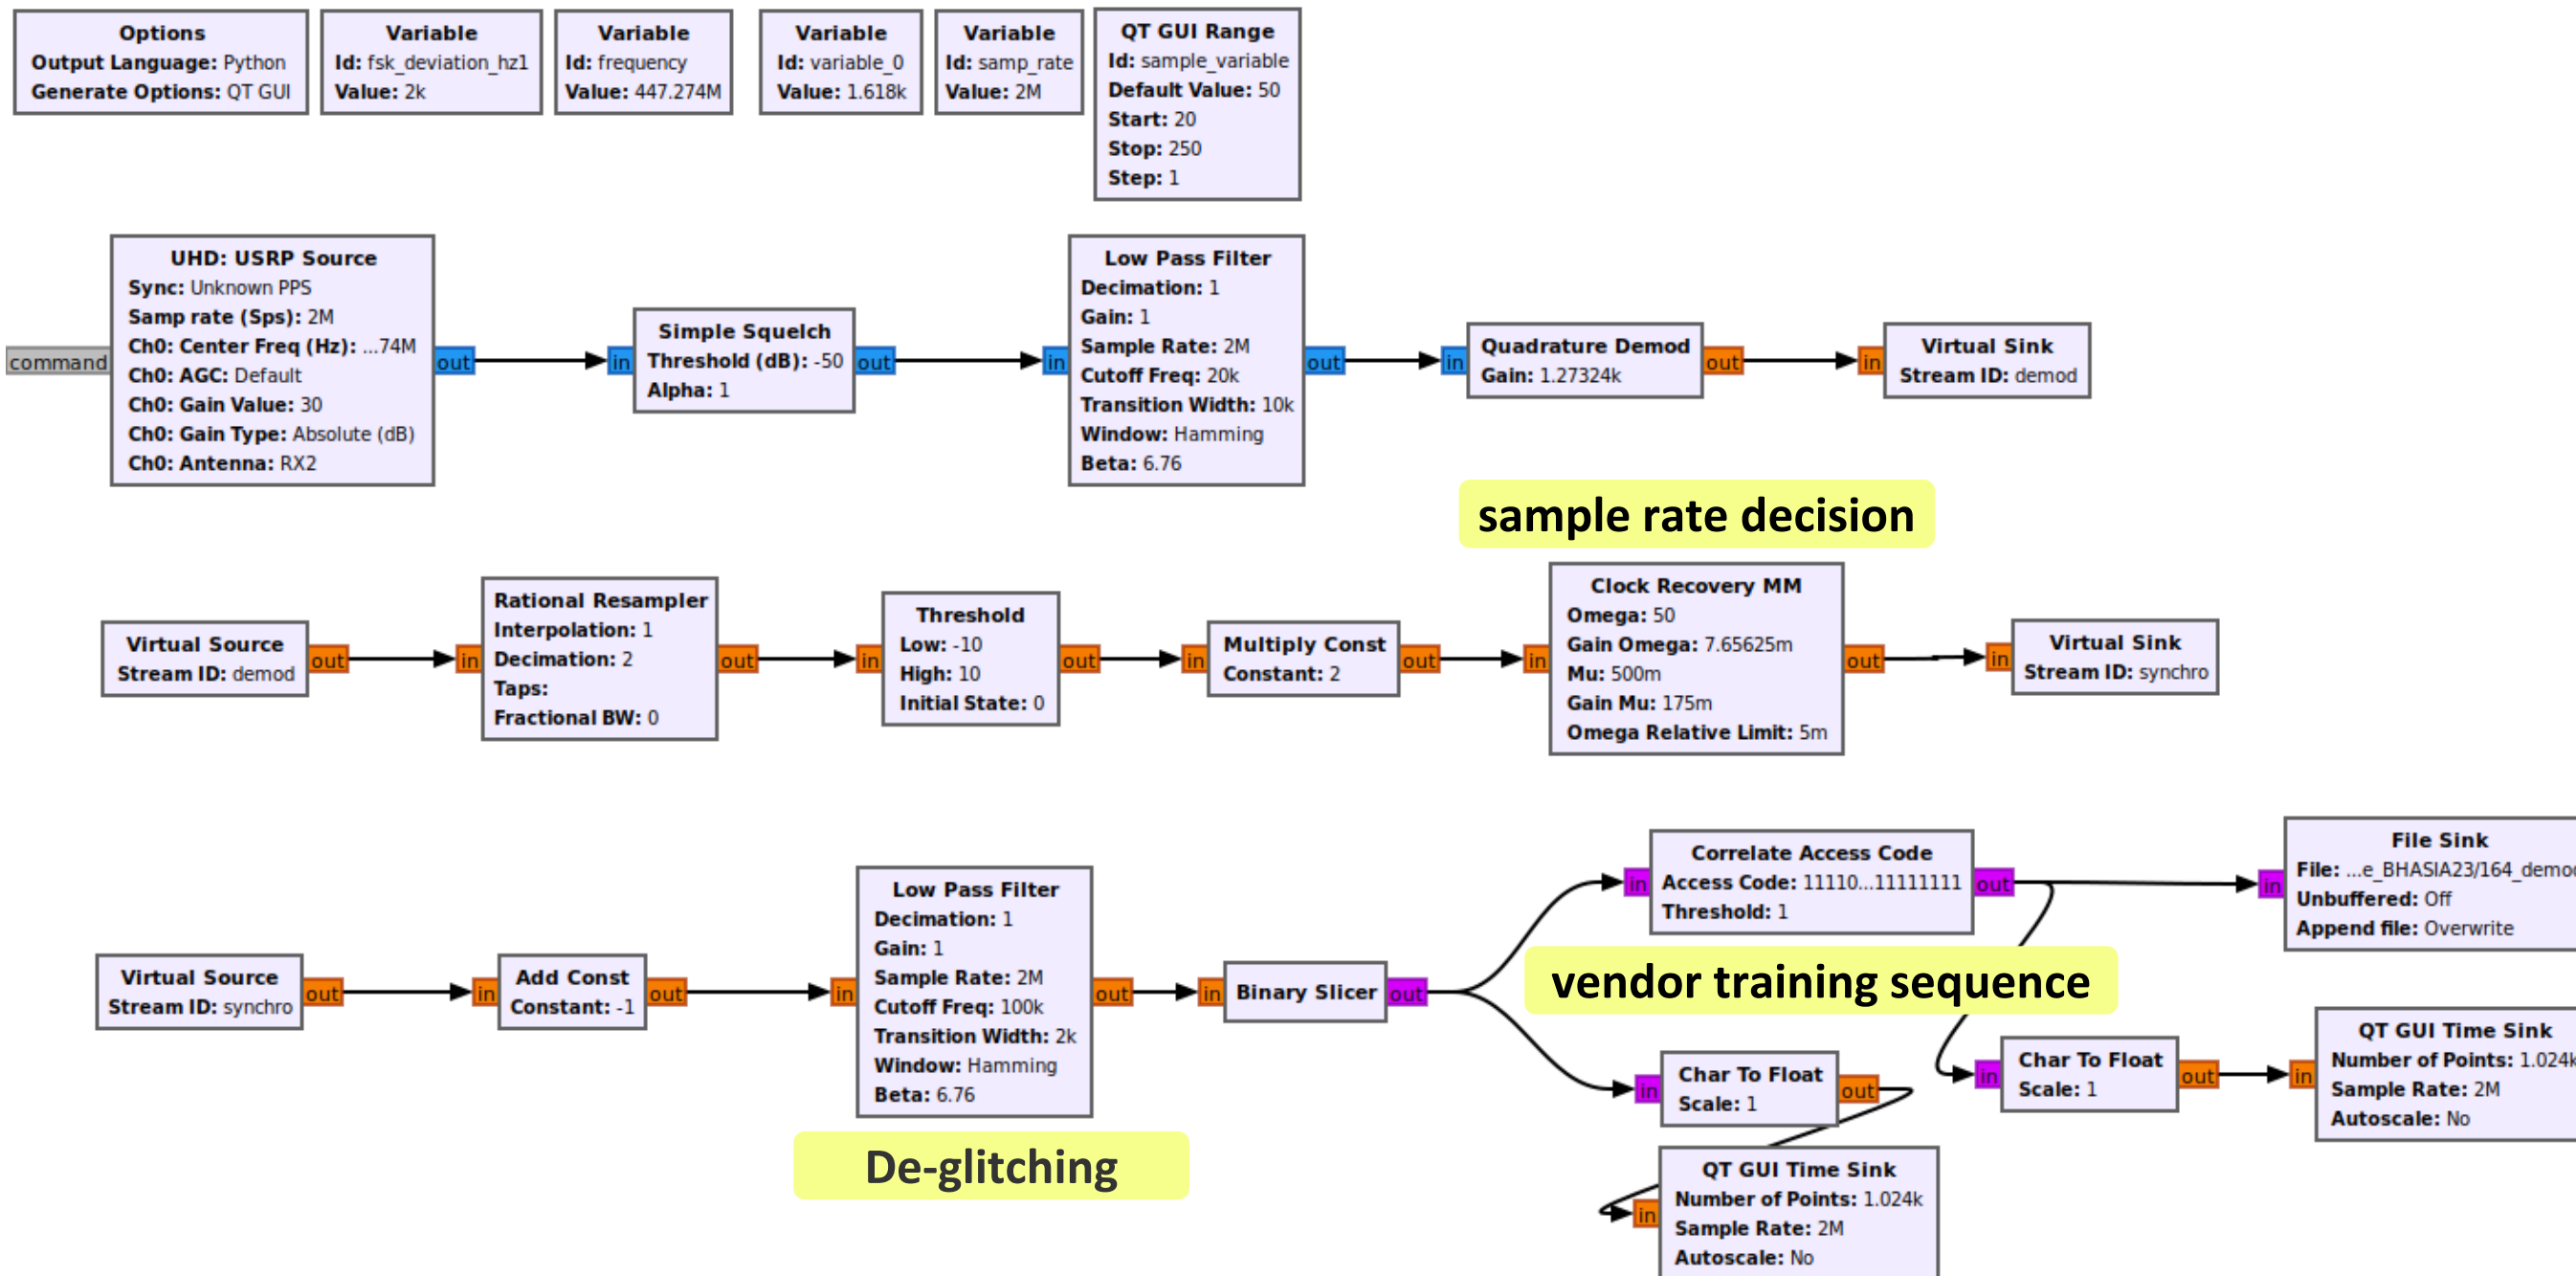 Options
Output Language: Python
Generate Options: QT GUI
Variable
Id: fsk_deviation_hz1
Value: 2k
Variable
Id: frequency
Value: 447.274M
Variable
Id: variable_0
Value: 1.618k
Variable
Id: samp_rate
Value: 2M
QT GUI Range
Id: sample_variable
Default Value: 50
Start: 20
Stop: 250
Step: 1
command
UHD: USRP Source
Sync: Unknown PPS
Samp rate (Sps): 2M
Ch0: Center Freq (Hz): ...74M
Ch0: AGC: Default
Ch0: Gain Value: 30
Ch0: Gain Type: Absolute (dB)
Ch0: Antenna: RX2
out
in
Simple Squelch
Threshold (dB): -50
Alpha: 1
out
in
Low Pass Filter
Decimation: 1
Gain: 1
Sample Rate: 2M
Cutoff Freq: 20k
Transition Width: 10k
Window: Hamming
Beta: 6.76
out
in
Quadrature Demod
Gain: 1.27324k
out
in
Virtual Sink
Stream ID: demod
sample rate decision
Virtual Source
Stream ID: demod
out
in
Rational Resampler
Interpolation: 1
Decimation: 2
Taps:
Fractional BW: 0
out
in
Threshold
Low: -10
High: 10
Initial State: 0
out
in
Multiply Const
Constant: 2
out
in
Clock Recovery MM
Omega: 50
Gain Omega: 7.65625m
Mu: 500m
Gain Mu: 175m
Omega Relative Limit: 5m
out
in
Virtual Sink
Stream ID: synchro
Virtual Source
Stream ID: synchro
out
in
Add Const
Constant: -1
out
in
Low Pass Filter
Decimation: 1
Gain: 1
Sample Rate: 2M
Cutoff Freq: 100k
Transition Width: 2k
Window: Hamming
Beta: 6.76
out
De-glitching
in
Binary Slicer
out
in
Correlate Access Code
Access Code: 11110...11111111
Threshold: 1
out
in
File Sink
File: ...e_BHASIA23/164_demod
Unbuffered: Off
Append file: Overwrite
vendor training sequence
in
Char To Float
Scale: 1
out
in
Char To Float
Scale: 1
out
in
QT GUI Time Sink
Number of Points: 1.024k
Sample Rate: 2M
Autoscale: No
in
QT GUI Time Sink
Number of Points: 1.024k
Sample Rate: 2M
Autoscale: No